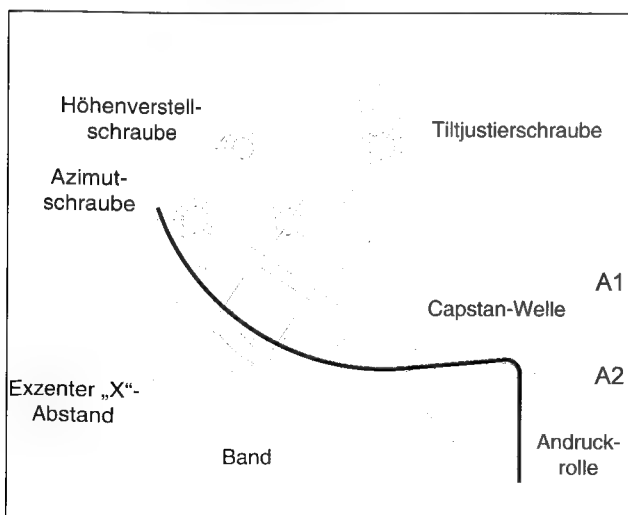 Höhenverstell-
schraube
Tiltjustierschraube
Azimut-
schraube
A1
Capstan-Welle
A2
Exzenter „X“-
Abstand
Band
Andruck-
rolle